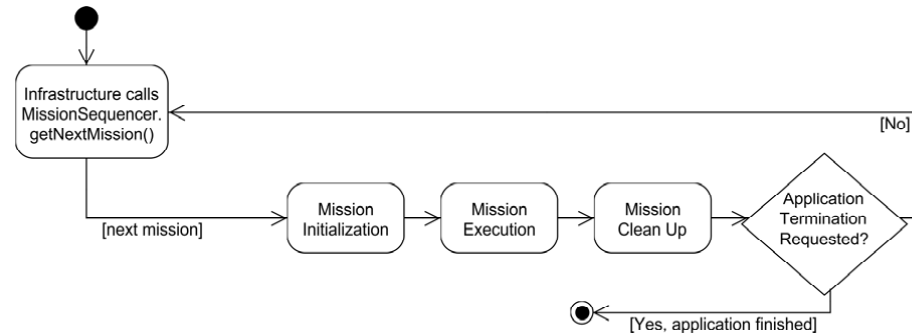 Infrastructure calls
MissionSequencer.
getNextMission()
[No]
[next mission]
Mission
Initialization
Mission
Execution
Mission
Clean Up
Application
Termination
Requested?
[Yes, application finished]